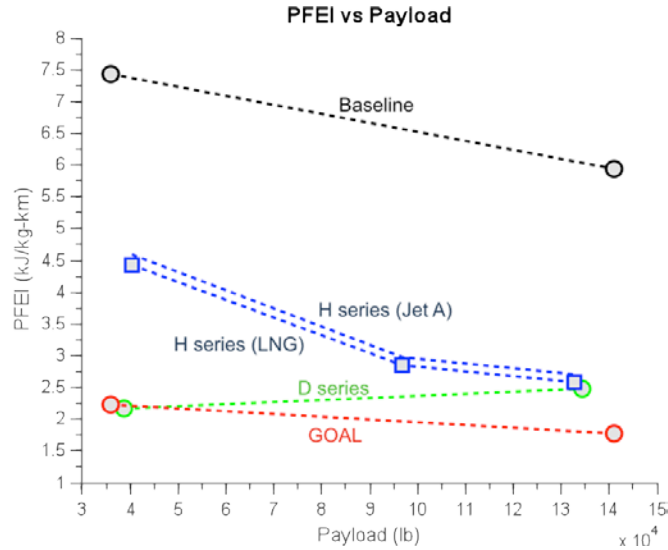 PFEI vs Payload
8
7.5
7
6.5
6
5.5
5
4.5
4
3.5
3
2.5
2
1.5
1
PFEI (kJ/kg-km)
Baseline
H series (Jet A)
H series (LNG)
D series
GOAL
3 4 5 6 7 8 9 10 11 12 13 14 15
Payload (lb)
x 10^4